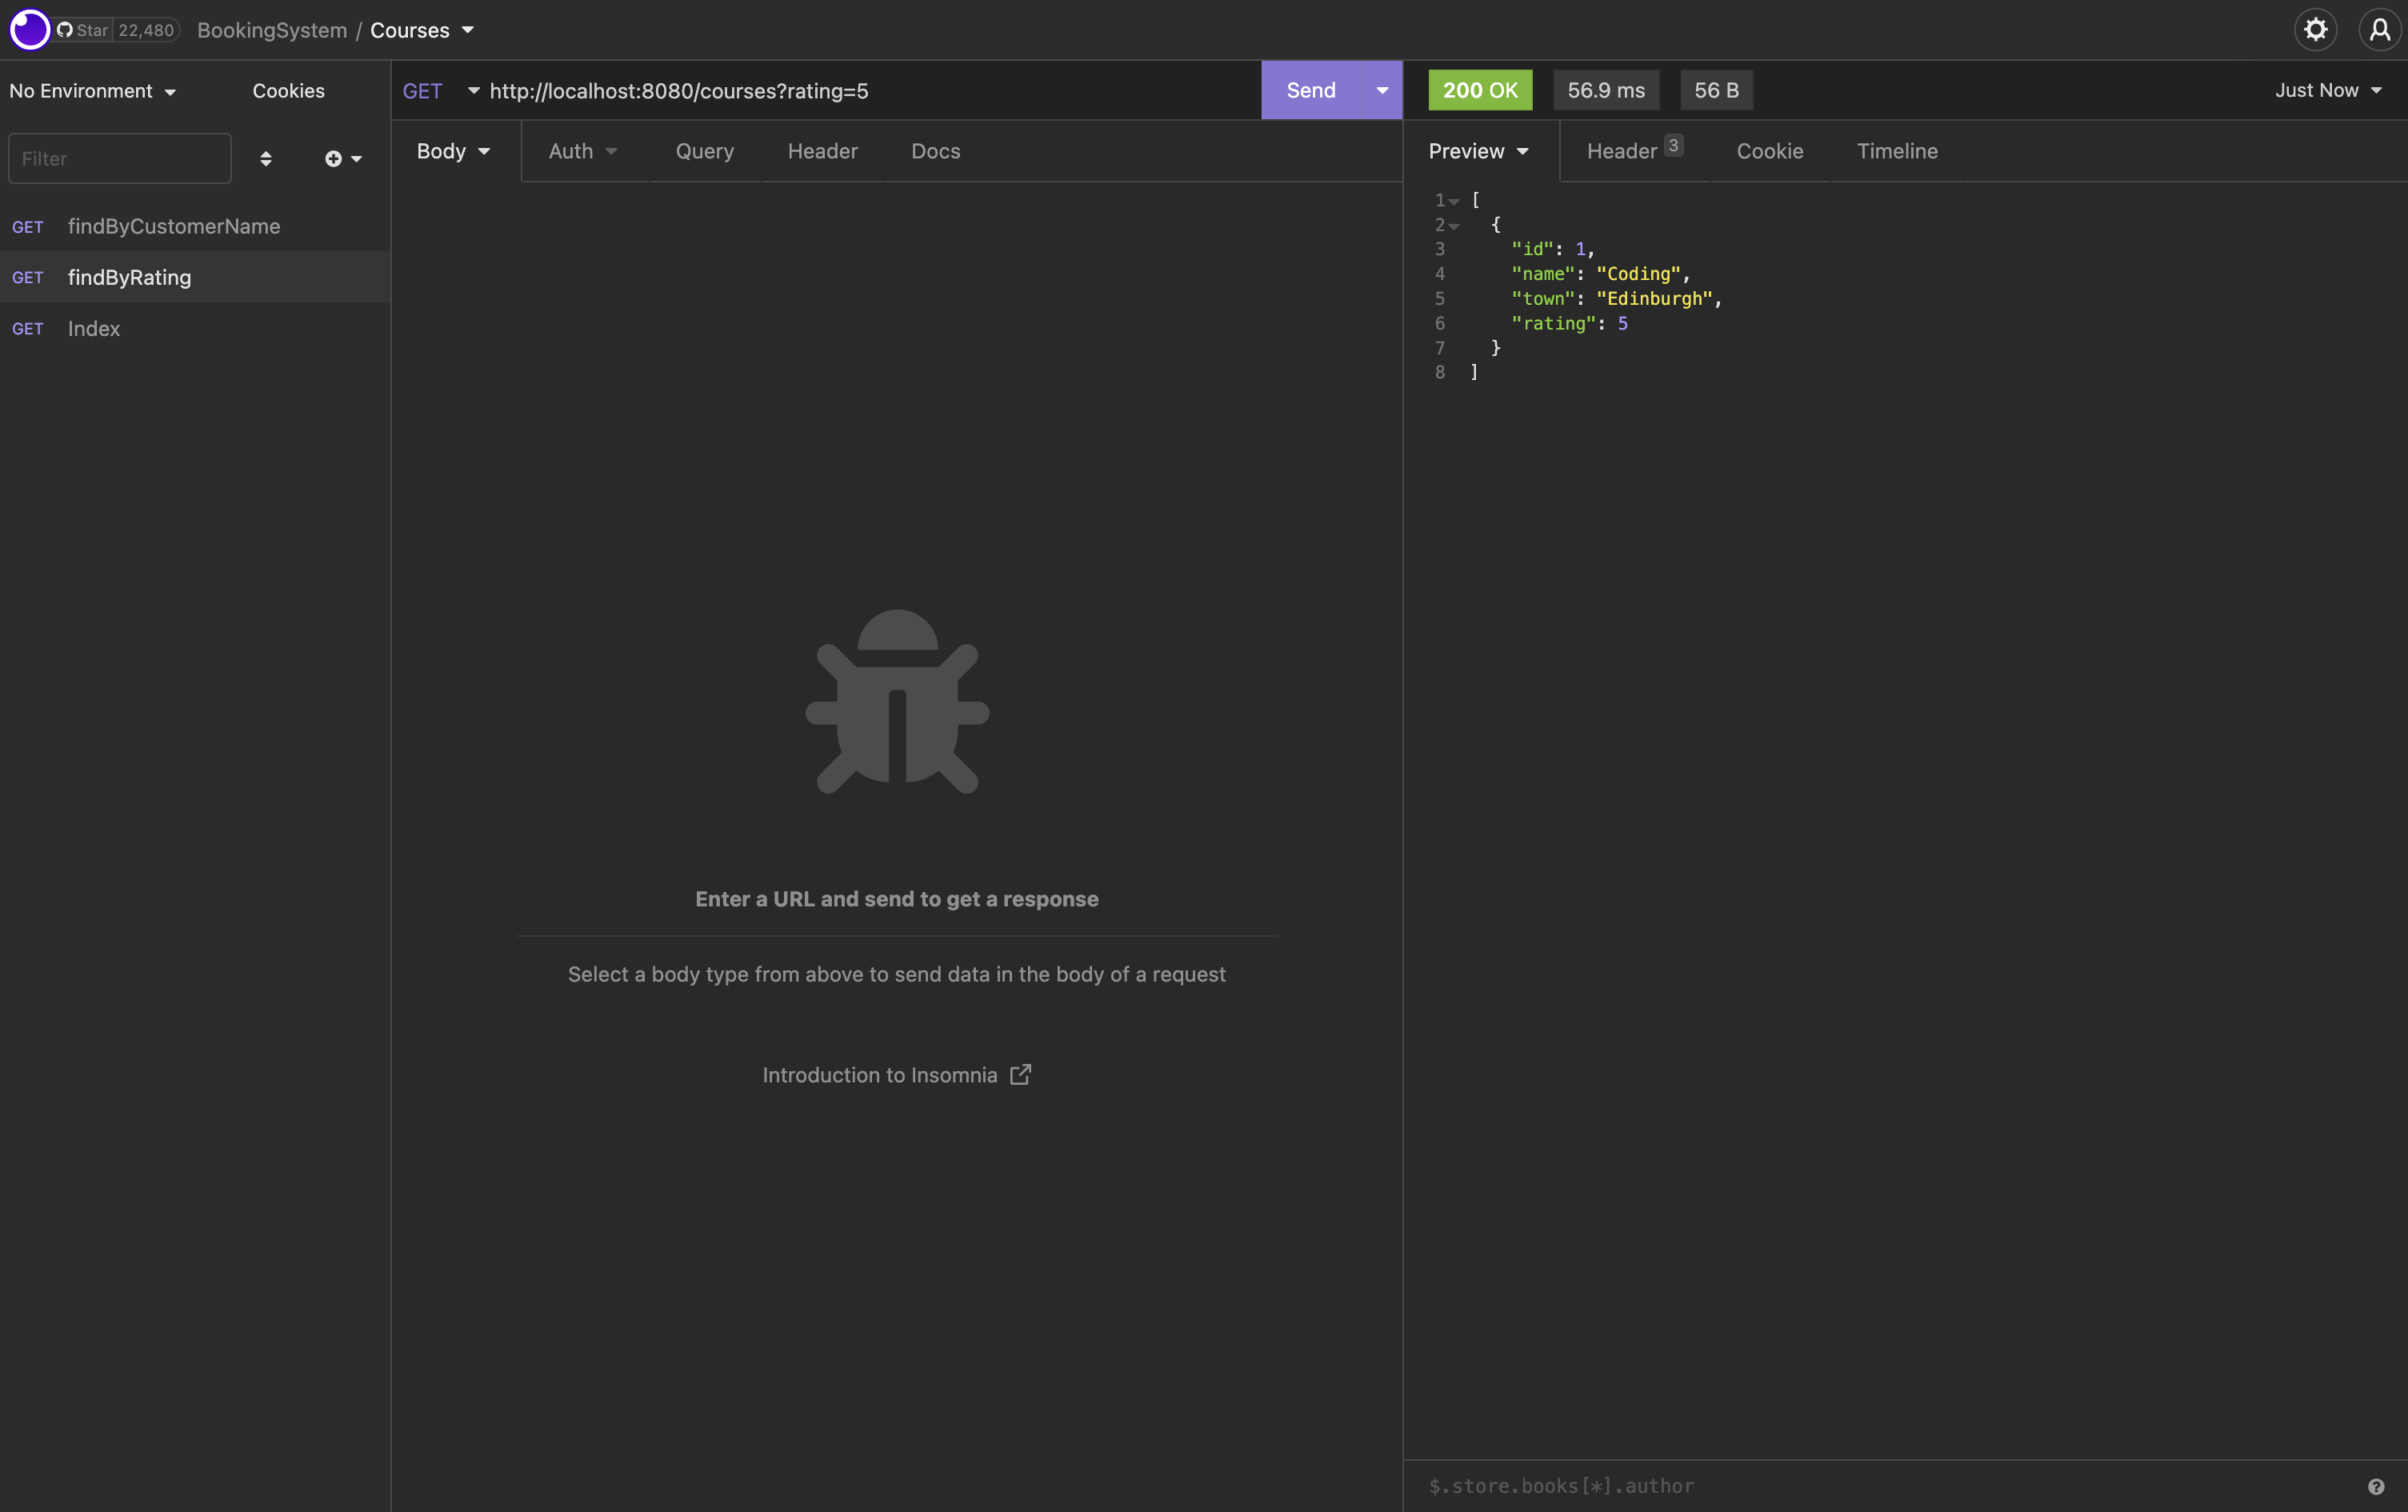 Star 22,480 BookingSystem / Courses
No Environment Cookies
Filter
GET findByCustomerName
GET findByRating
GET Index
GET http://localhost:8080/courses?rating=5 Send
Body Auth Query Header Docs
Enter a URL and send to get a response
Select a body type from above to send data in the body of a request
Introduction to Insomnia
200 OK 56.9 ms 56 B Just Now
Preview Header 3 Cookie Timeline
1 [
2 {
3 "id": 1,
4 "name": "Coding",
5 "town": "Edinburgh",
6 "rating": 5
7 }
8 ]
$.store.books[*].author